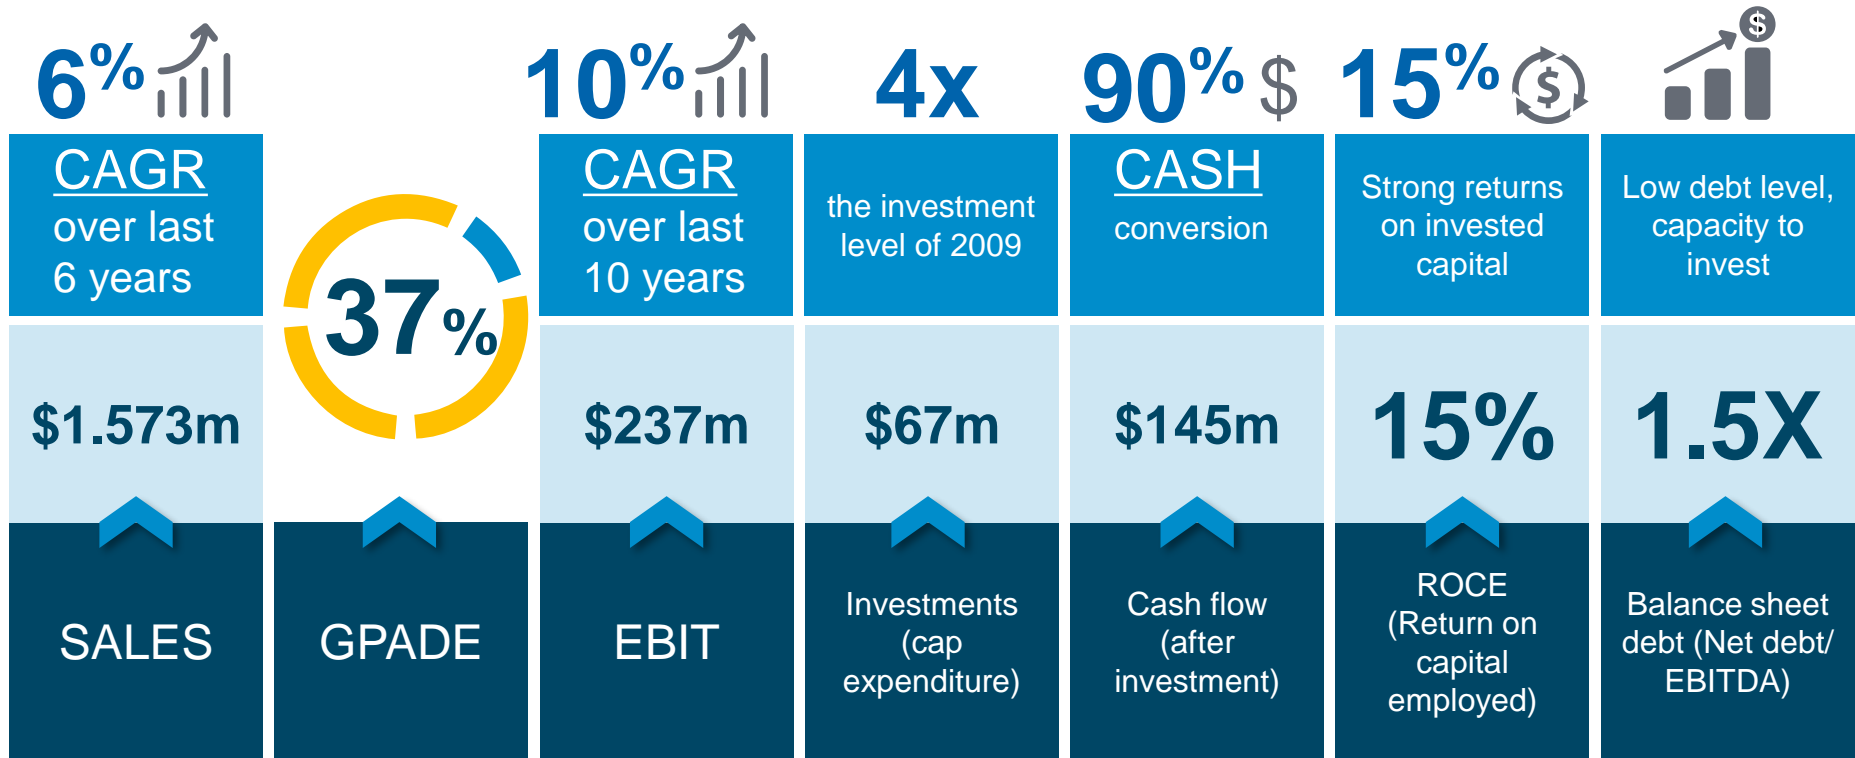 6%
CAGR
over last
6 years
$1.573m
SALES
37%
GPADE
10%
CAGR
over last
10 years
$237m
EBIT
4x
the investment
level of 2009
$67m
Investments
(cap
expenditure)
90% $
CASH
conversion
$145m
Cash flow
(after
investment)
15% $
Strong returns
on invested
capital
15%
ROCE
(Return on
capital
employed)
$
Low debt level,
capacity to
invest
1.5X
Balance sheet
debt (Net debt/
EBITDA)